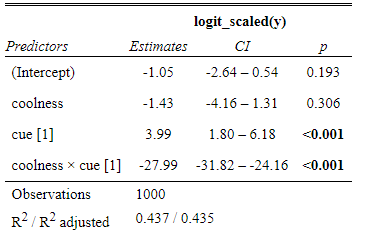 logit_scaled(y)
Predictors Estimates CI p
(Intercept) -1.05 -2.64 – 0.54 0.193
coolness -1.43 -4.16 – 1.31 0.306
cue [1] 3.99 1.80 – 6.18 <0.001
coolness × cue [1] -27.99 -31.82 – -24.16 <0.001
Observations 1000
R2 / R2 adjusted 0.437 / 0.435